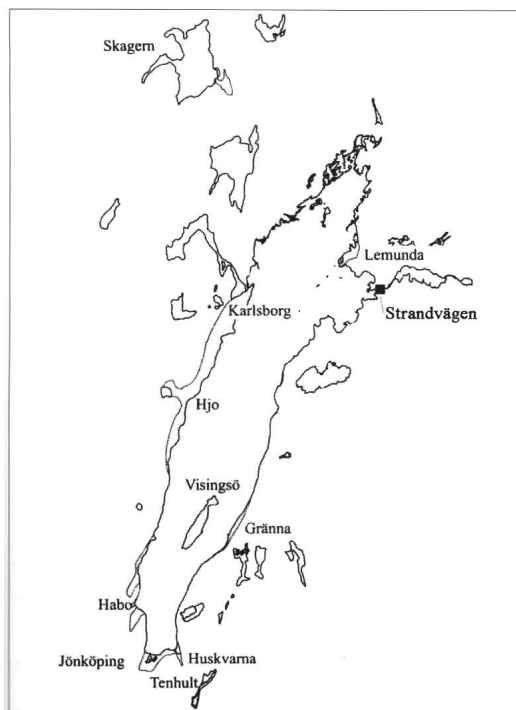 Skagern
Lemunda
Karlsborg
Strandvägen
Hjo
Visingsö
Gränna
Habo
Jönköping
Huskvarna
Tenhult